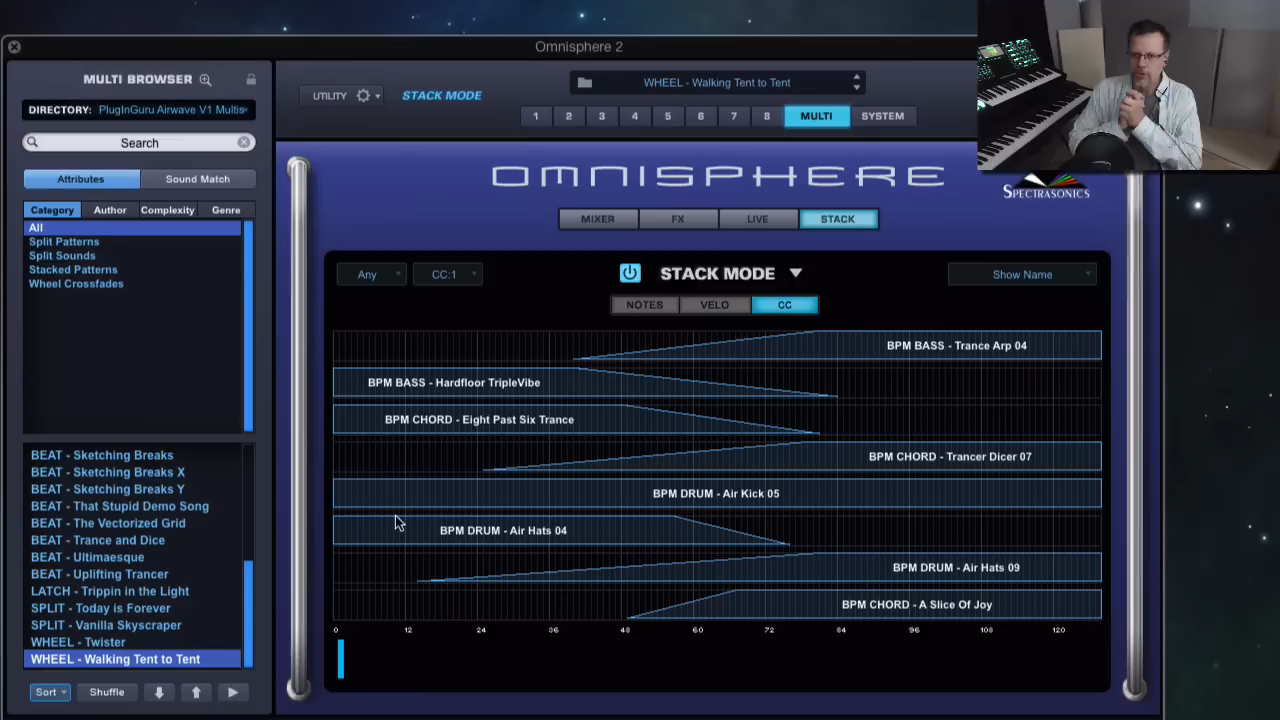 Omnisphere 2
MULTI BROWSER
DIRECTORY: PlugInGuru Airwave V1 Multis
Search
Attributes
Sound Match
Category
Author
Complexity
Genre
All
Split Patterns
Split Sounds
Stacked Patterns
Wheel Crossfades
BEAT - Sketching Breaks
BEAT - Sketching Breaks X
BEAT - Sketching Breaks Y
BEAT - That Stupid Demo Song
BEAT - The Vectorized Grid
BEAT - Trance and Dice
BEAT - Ultimaesque
BEAT - Uplifting Trancer
LATCH - Trippin in the Light
SPLIT - Today is Forever
SPLIT - Vanilla Skyscraper
WHEEL - Twister
WHEEL - Walking Tent to Tent
Sort
Shuffle
UTILITY
STACK MODE
WHEEL - Walking Tent to Tent
1 2 3 4 5 6 7 8 MULTI SYSTEM
OMNISPHERE
SPECTRASONICS
MIXER FX LIVE STACK
Any
CC:1
STACK MODE
Show Name
NOTES VELO CC
BPM BASS - Trance Arp 04
BPM BASS - Hardfloor TripleVibe
BPM CHORD - Eight Past Six Trance
BPM CHORD - Trancer Dicer 07
BPM DRUM - Air Kick 05
BPM DRUM - Air Hats 04
BPM DRUM - Air Hats 09
BPM CHORD - A Slice Of Joy
0 12 24 36 48 60 72 84 96 108 120